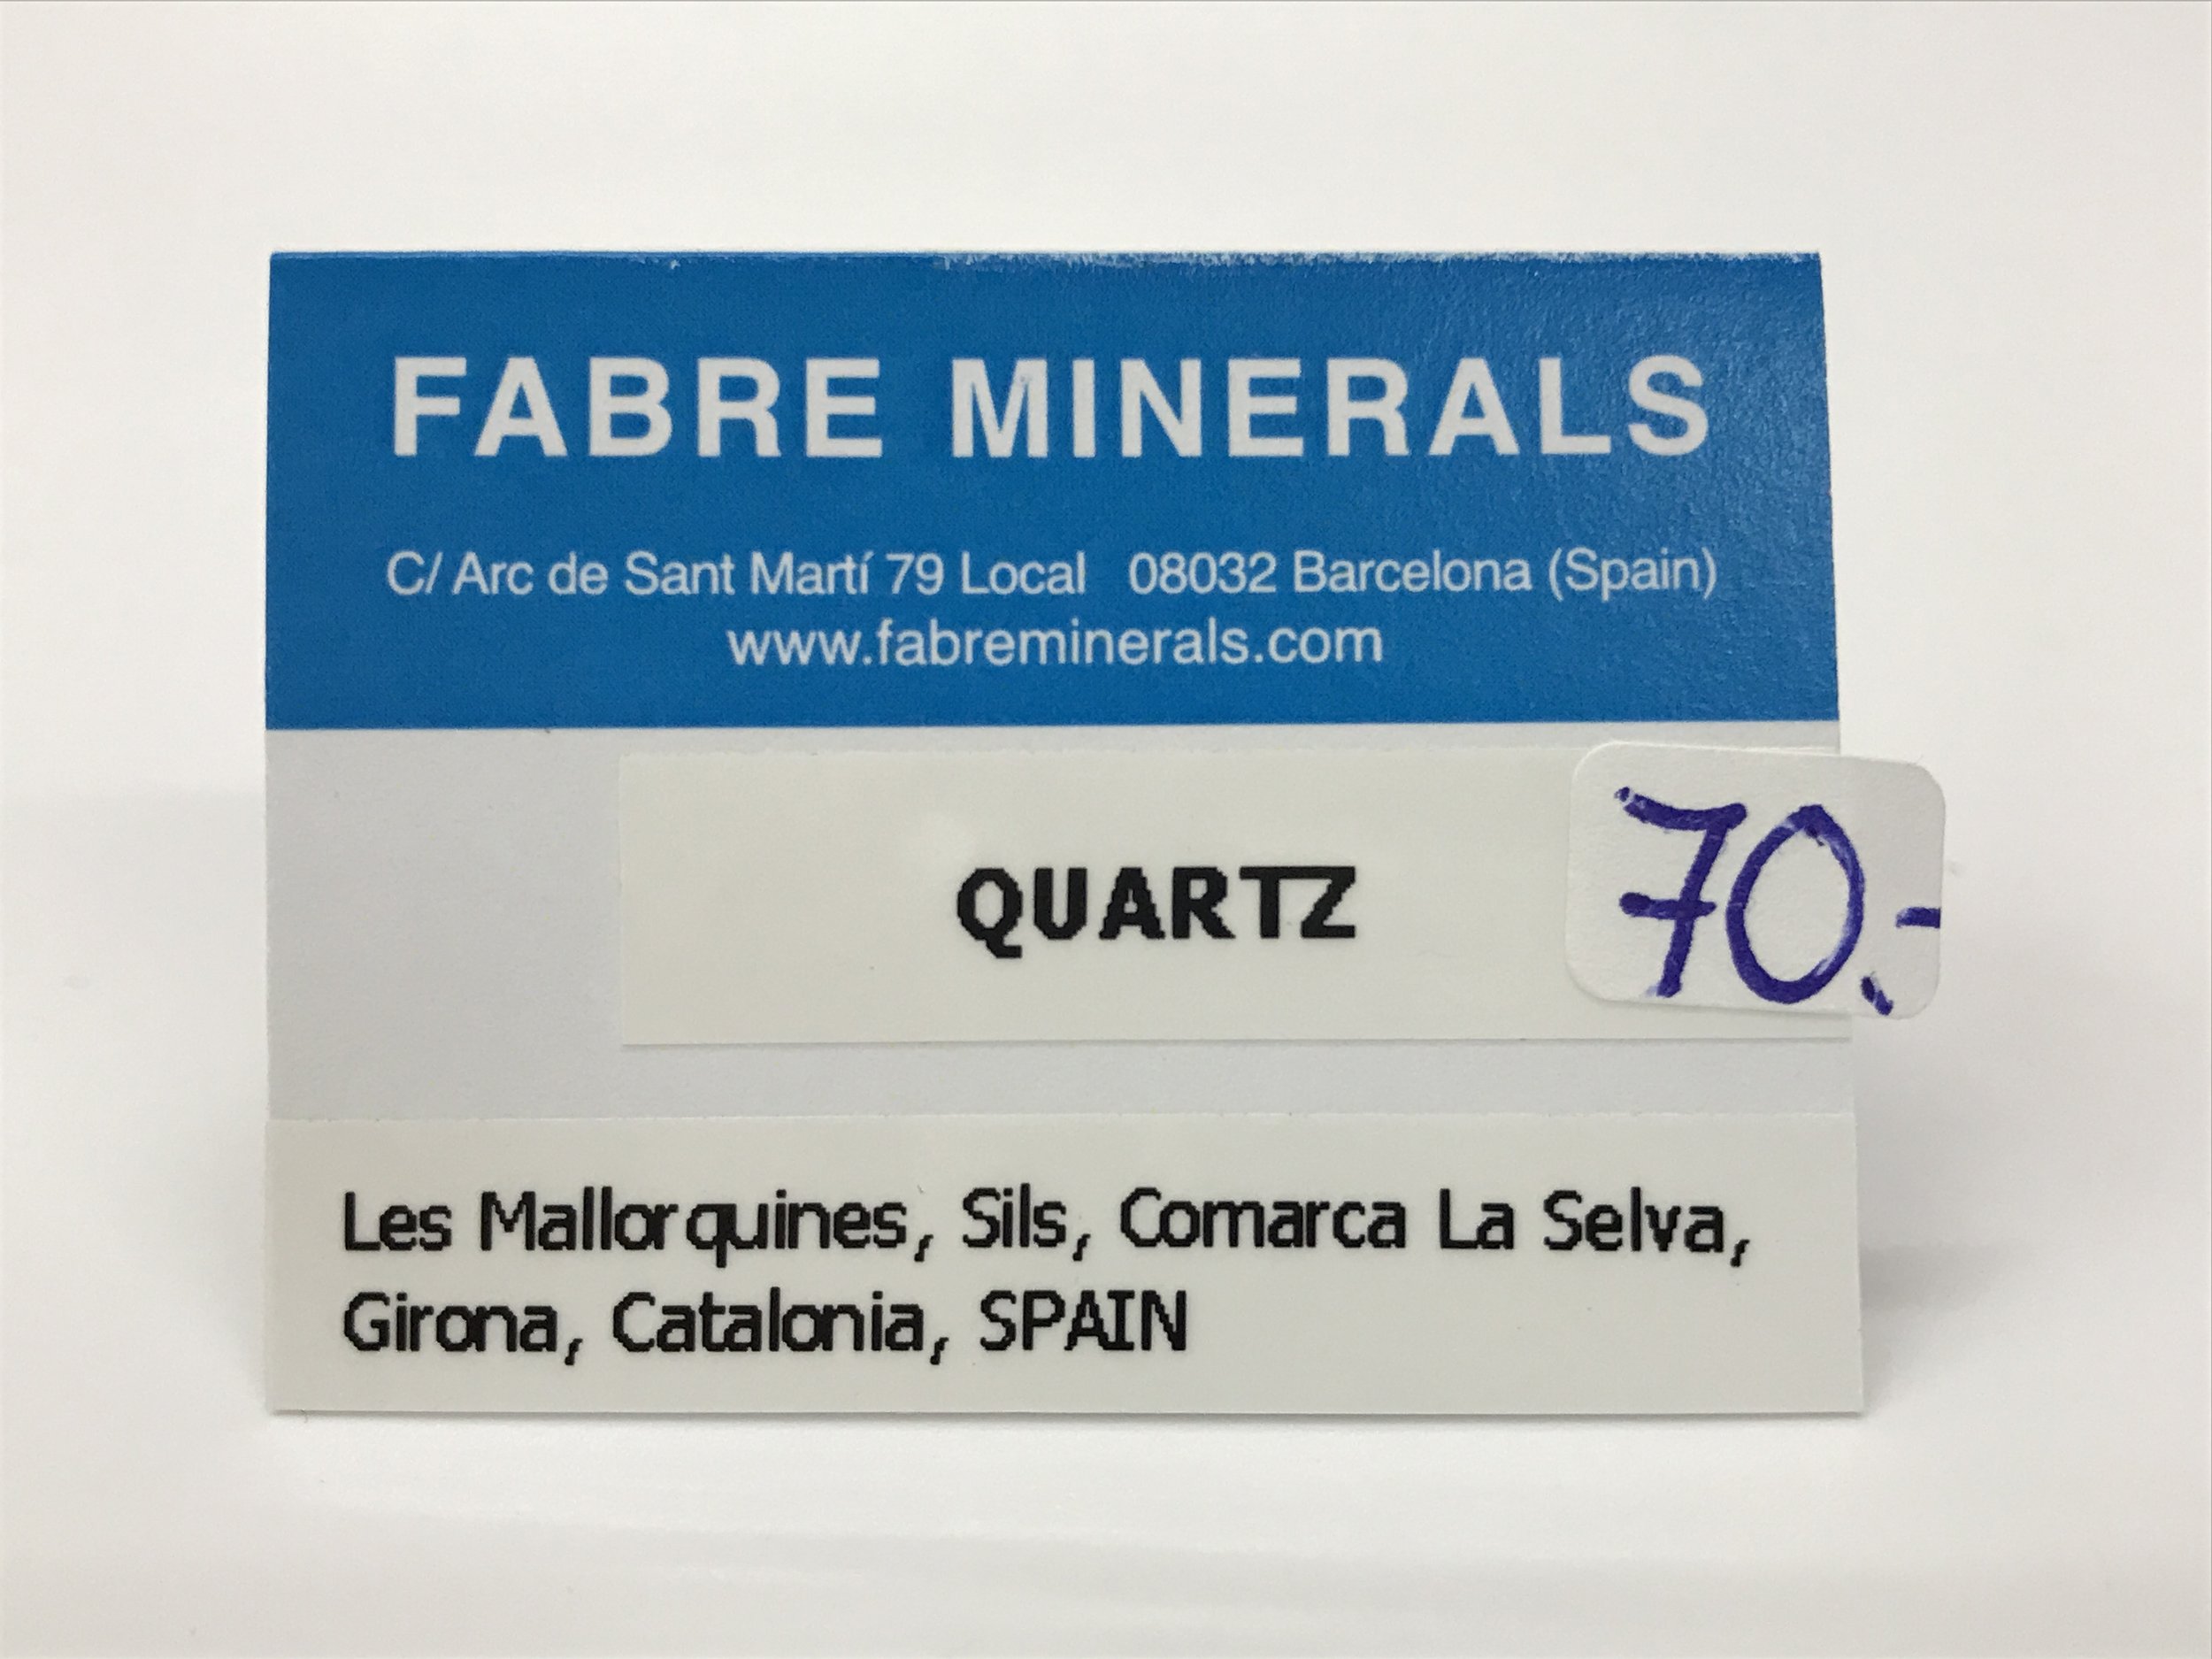 FABRE MINERALS
C/ Arc de Sant Martí 79 Local 08032 Barcelona (Spain)
www.fabreminerals.com
QUARTZ
70.-
Les Mallorquines, Sils, Comarca La Selva,
Girona, Catalonia, SPAIN